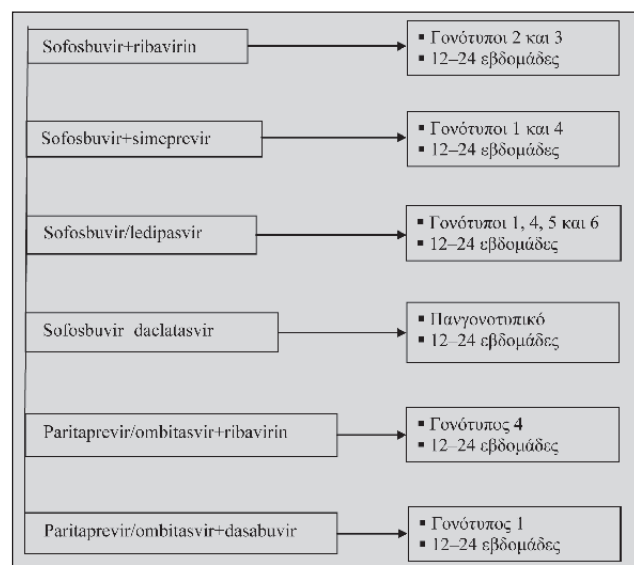 Sofosbuvir+ribavirin
▪ Γονότυποι 2 και 3
▪ 12–24 εβδομάδες
Sofosbuvir+simeprevir
▪ Γονότυποι 1 και 4
▪ 12–24 εβδομάδες
Sofosbuvir/ledipasvir
▪ Γονότυποι 1, 4, 5 και 6
▪ 12–24 εβδομάδες
Sofosbuvir daclatasvir
▪ Πανγονοτυπικό
▪ 12–24 εβδομάδες
Paritaprevir/ombitasvir+ribavirin
▪ Γονότυπος 4
▪ 12–24 εβδομάδες
Paritaprevir/ombitasvir+dasabuvir
▪ Γονότυπος 1
▪ 12–24 εβδομάδες